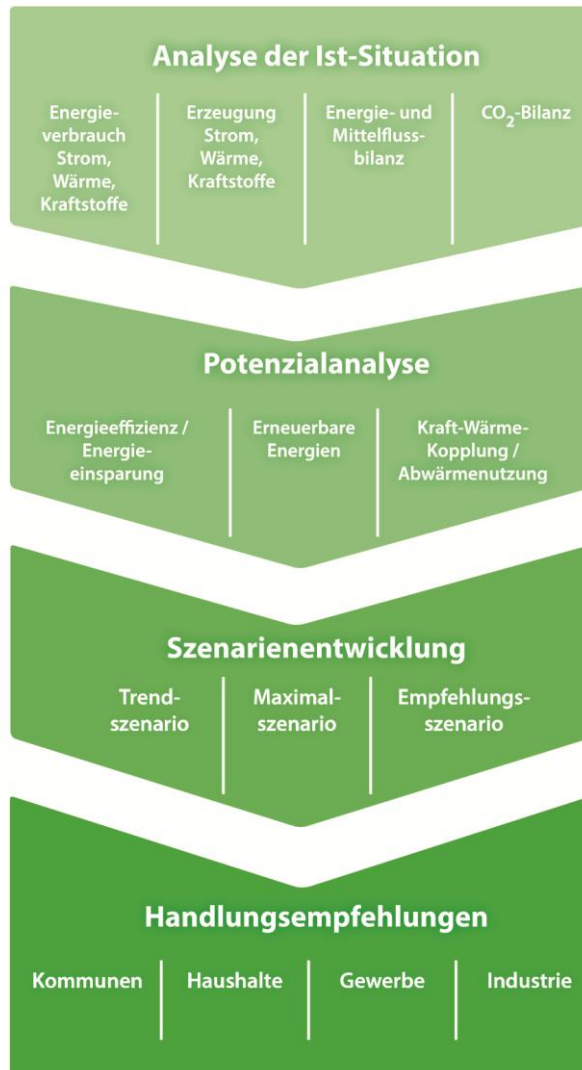 Analyse der Ist-Situation
Energie-
verbrauch
Strom,
Wärme,
Kraftstoffe
Erzeugung
Strom,
Wärme,
Kraftstoffe
Energie- und
Mittelfluss-
bilanz
CO₂-Bilanz
Potenzialanalyse
Energieeffizienz /
Energie-
einsparung
Erneuerbare
Energien
Kraft-Wärme-
Kopplung /
Abwärmenutzung
Szenarienentwicklung
Trend-
szenario
Maximal-
szenario
Empfehlungs-
szenario
Handlungsempfehlungen
Kommunen
Haushalte
Gewerbe
Industrie